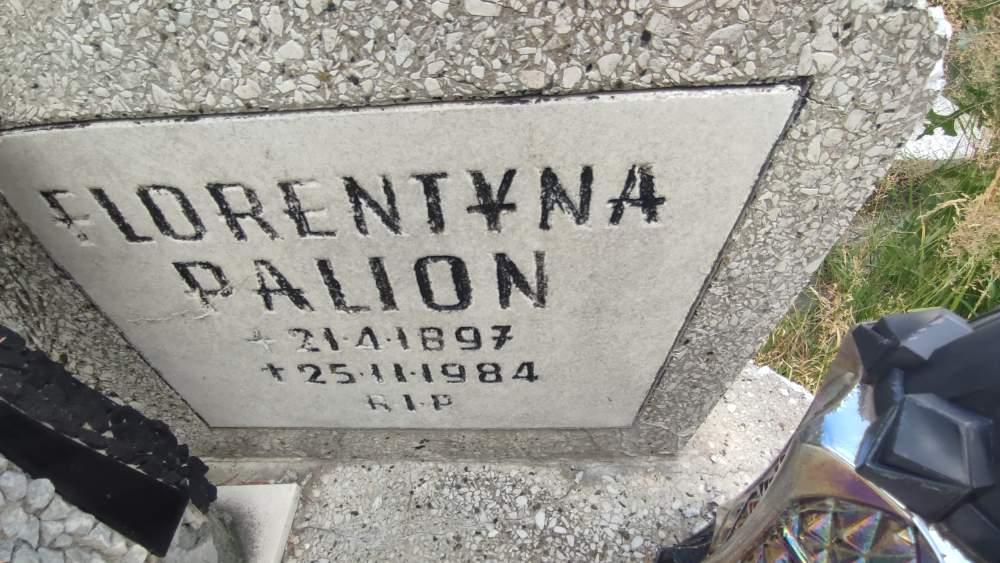 FLORENTYNA
PALION
* 21·4·1897
+ 25·11·1984
R·I·P